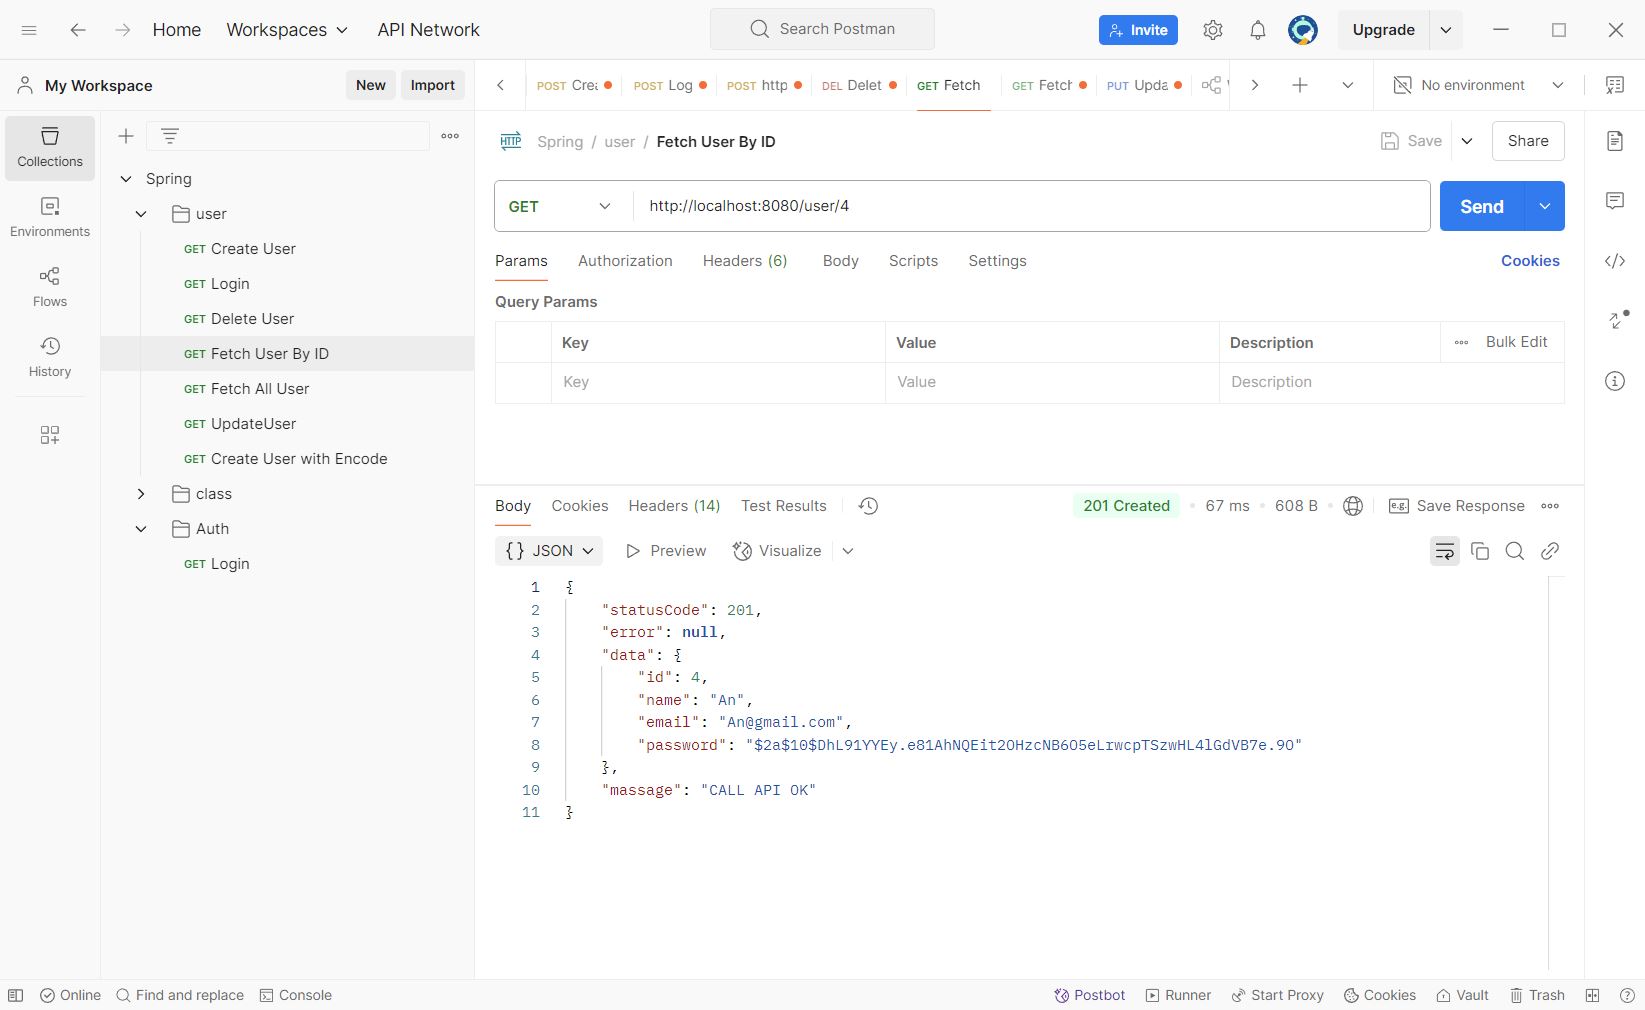 Home Workspaces API Network Search Postman Invite Upgrade
My Workspace New Import
POST Crea POST Log POST http DEL Delet GET Fetch GET Fetch PUT Upda No environment
Collections
Environments
Flows
History
Spring
user
GET Create User
GET Login
GET Delete User
GET Fetch User By ID
GET Fetch All User
GET UpdateUser
GET Create User with Encode
class
Auth
GET Login
HTTP Spring / user / Fetch User By ID Save Share
GET http://localhost:8080/user/4 Send
Params Authorization Headers (6) Body Scripts Settings Cookies
Query Params
Key Value Description Bulk Edit
Key Value Description
Body Cookies Headers (14) Test Results 201 Created 67 ms 608 B e.g. Save Response
{} JSON Preview Visualize
1 {
2 "statusCode": 201,
3 "error": null,
4 "data": {
5 "id": 4,
6 "name": "An",
7 "email": "An@gmail.com",
8 "password": "$2a$10$DhL91YYEy.e81AhNQEit2OHzcNB6O5eLrwcpTSzwHL4lGdVB7e.9O"
9 },
10 "massage": "CALL API OK"
11 }
Online Find and replace Console Postbot Runner Start Proxy Cookies Vault Trash